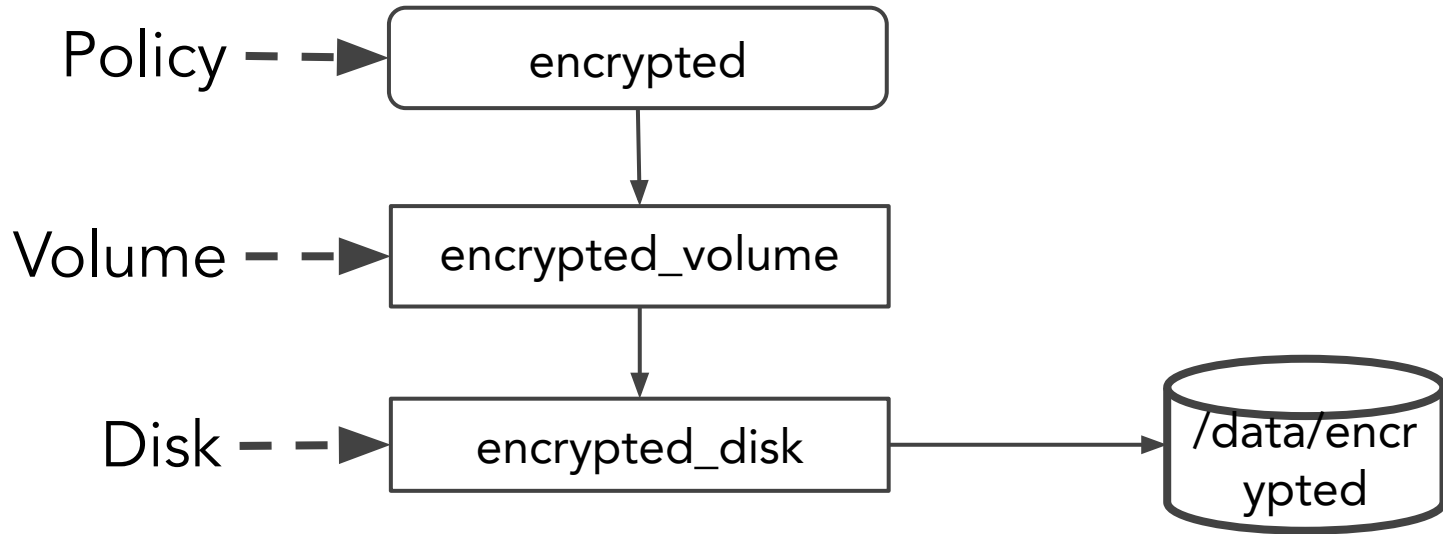 Policy
encrypted
Volume
encrypted_volume
Disk
encrypted_disk
/data/encr
ypted